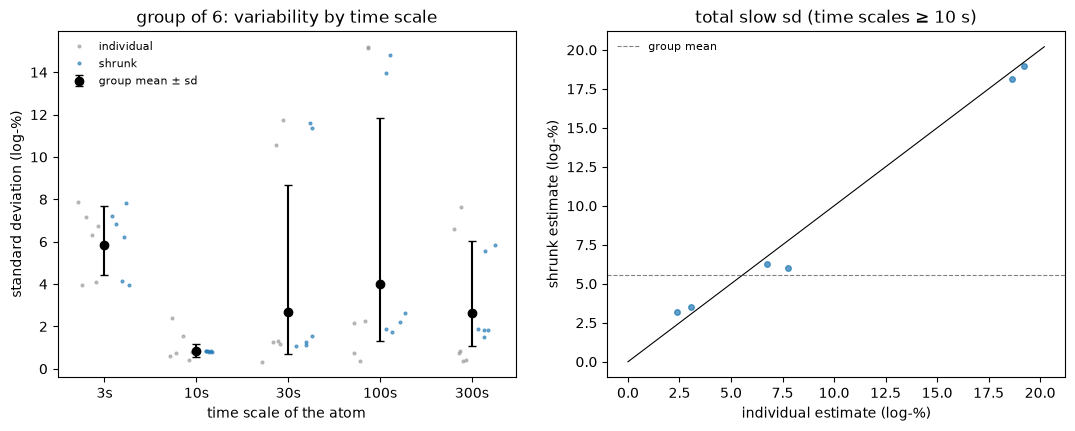 group of 6: variability by time scale
individual
shrunk
group mean ± sd
standard deviation (log-%)
14
12
10
8
6
4
2
0
3s
10s
30s
100s
300s
time scale of the atom
total slow sd (time scales ≥ 10 s)
group mean
shrunk estimate (log-%)
20.0
17.5
15.0
12.5
10.0
7.5
5.0
2.5
0.0
0.0
2.5
5.0
7.5
10.0
12.5
15.0
17.5
20.0
individual estimate (log-%)